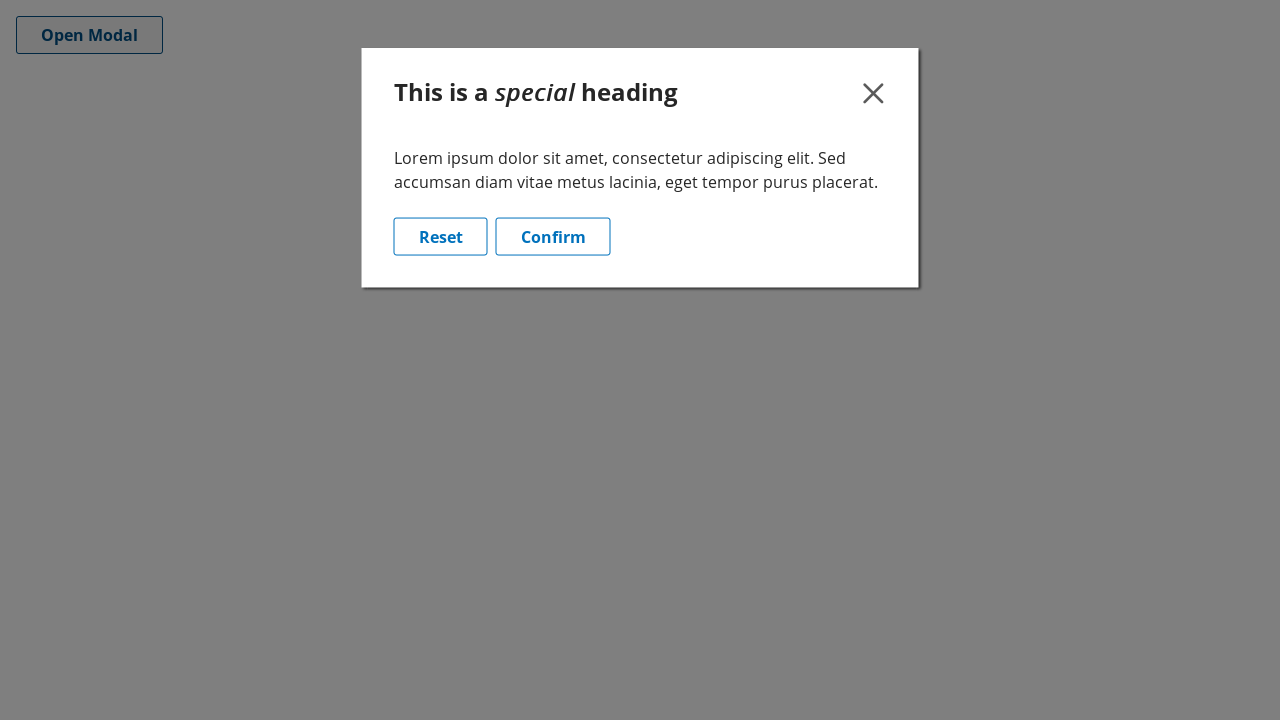 Open Modal
This is a special heading
Lorem ipsum dolor sit amet, consectetur adipiscing elit. Sed
accumsan diam vitae metus lacinia, eget tempor purus placerat.
Reset Confirm